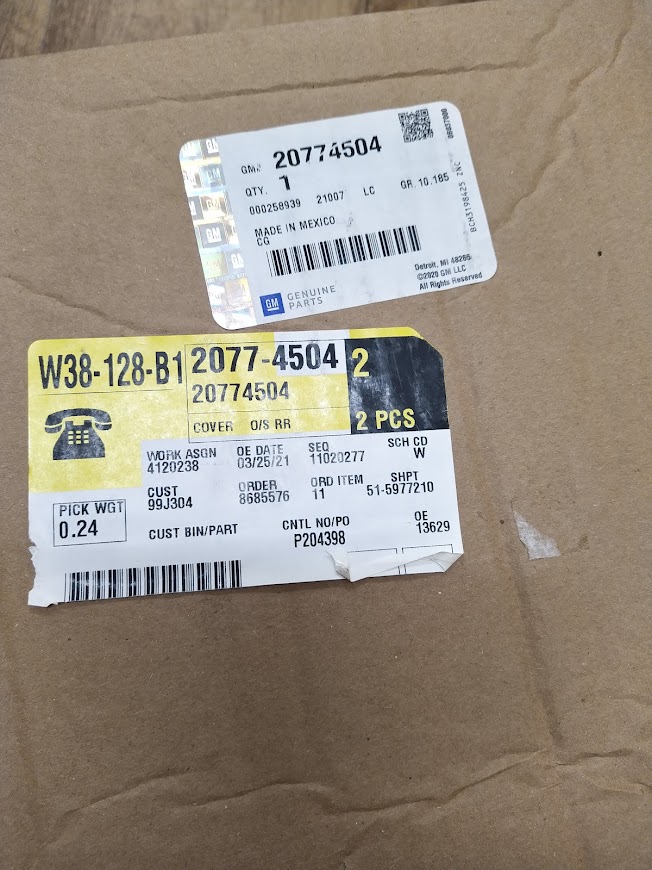 GM# 20774504
QTY. 1
000258939 21007 LC GR. 10.185
MADE IN MEXICO
CG
GM GENUINE
PARTS
Detroit, MI 48265
©2020 GM LLC
All Rights Reserved
BCH3198425 ZNC
W38-128-B1 2077-4504 2
20774504
COVER O/S RR 2 PCS
WORK ASGN OE DATE SEQ SCH CD
4120238 03/25/21 11020277 W
CUST ORDER ORD ITEM SHPT
99J304 8685576 11 51-5977210
PICK WGT
0.24
CUST BIN/PART CNTL NO/PO OE
P204398 13629